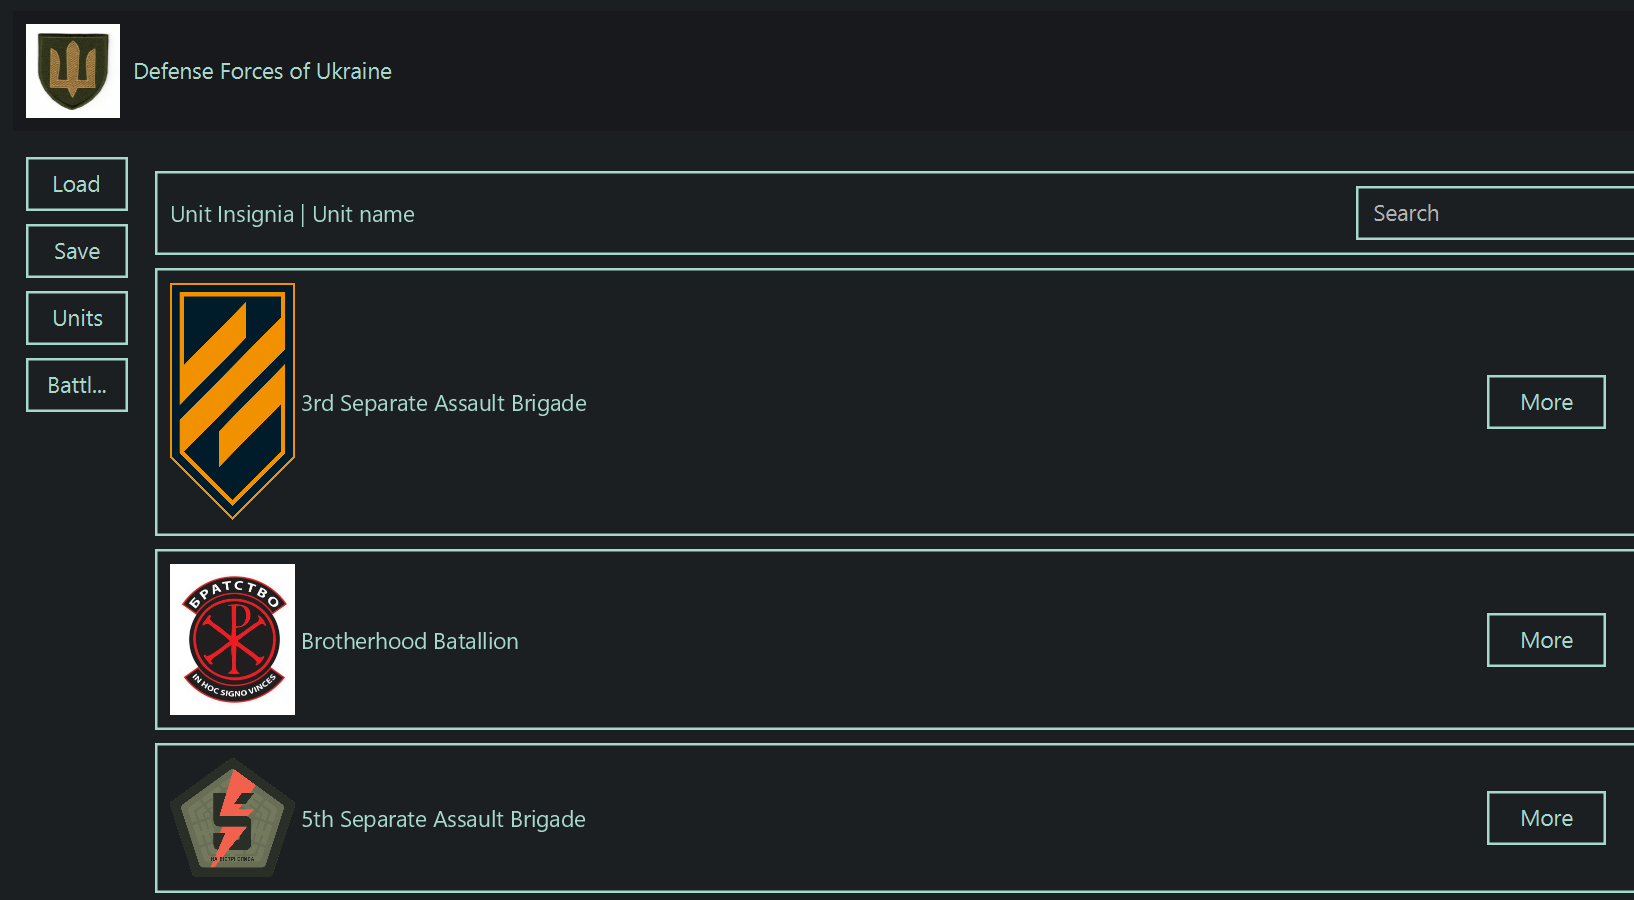 Defense Forces of Ukraine
Load
Save
Units
Battl...
Unit Insignia | Unit name
Search
3rd Separate Assault Brigade
More
БРАТСТВО
IN HOC SIGNO VINCES
Brotherhood Batallion
More
5
5th Separate Assault Brigade
More